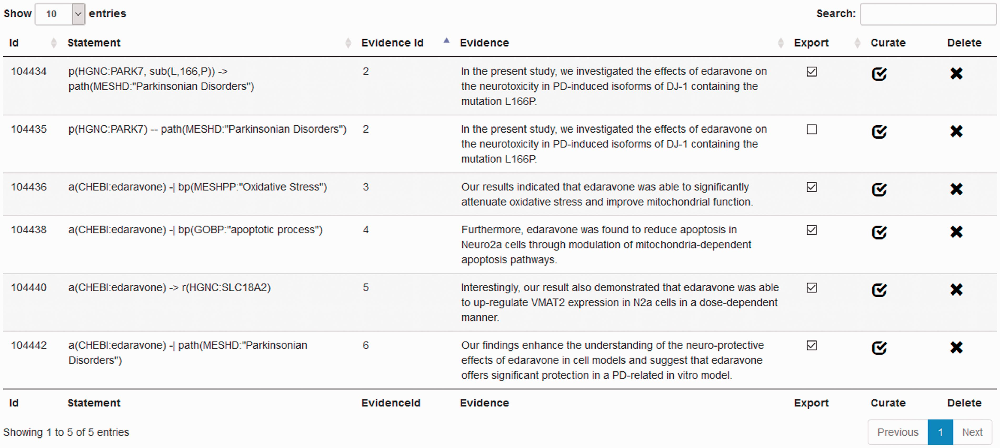 Show 10 entries Search:
Id Statement Evidence Id Evidence Export Curate Delete
104434 p(HGNC:PARK7, sub(L,166,P)) -> 2 In the present study, we investigated the effects of edaravone on
path(MESHD:"Parkinsonian Disorders") the neurotoxicity in PD-induced isoforms of DJ-1 containing the
mutation L166P.
104435 p(HGNC:PARK7) -- path(MESHD:"Parkinsonian Disorders") 2 In the present study, we investigated the effects of edaravone on
the neurotoxicity in PD-induced isoforms of DJ-1 containing the
mutation L166P.
104436 a(CHEBI:edaravone) -| bp(MESHPP:"Oxidative Stress") 3 Our results indicated that edaravone was able to significantly
attenuate oxidative stress and improve mitochondrial function.
104438 a(CHEBI:edaravone) -| bp(GOBP:"apoptotic process") 4 Furthermore, edaravone was found to reduce apoptosis in
Neuro2a cells through modulation of mitochondria-dependent
apoptosis pathways.
104440 a(CHEBI:edaravone) -> r(HGNC:SLC18A2) 5 Interestingly, our result also demonstrated that edaravone was able
to up-regulate VMAT2 expression in N2a cells in a dose-dependent
manner.
104442 a(CHEBI:edaravone) -| path(MESHD:"Parkinsonian 6 Our findings enhance the understanding of the neuro-protective
Disorders") effects of edaravone in cell models and suggest that edaravone
offers significant protection in a PD-related in vitro model.
Id Statement EvidenceId Evidence Export Curate Delete
Showing 1 to 5 of 5 entries Previous 1 Next